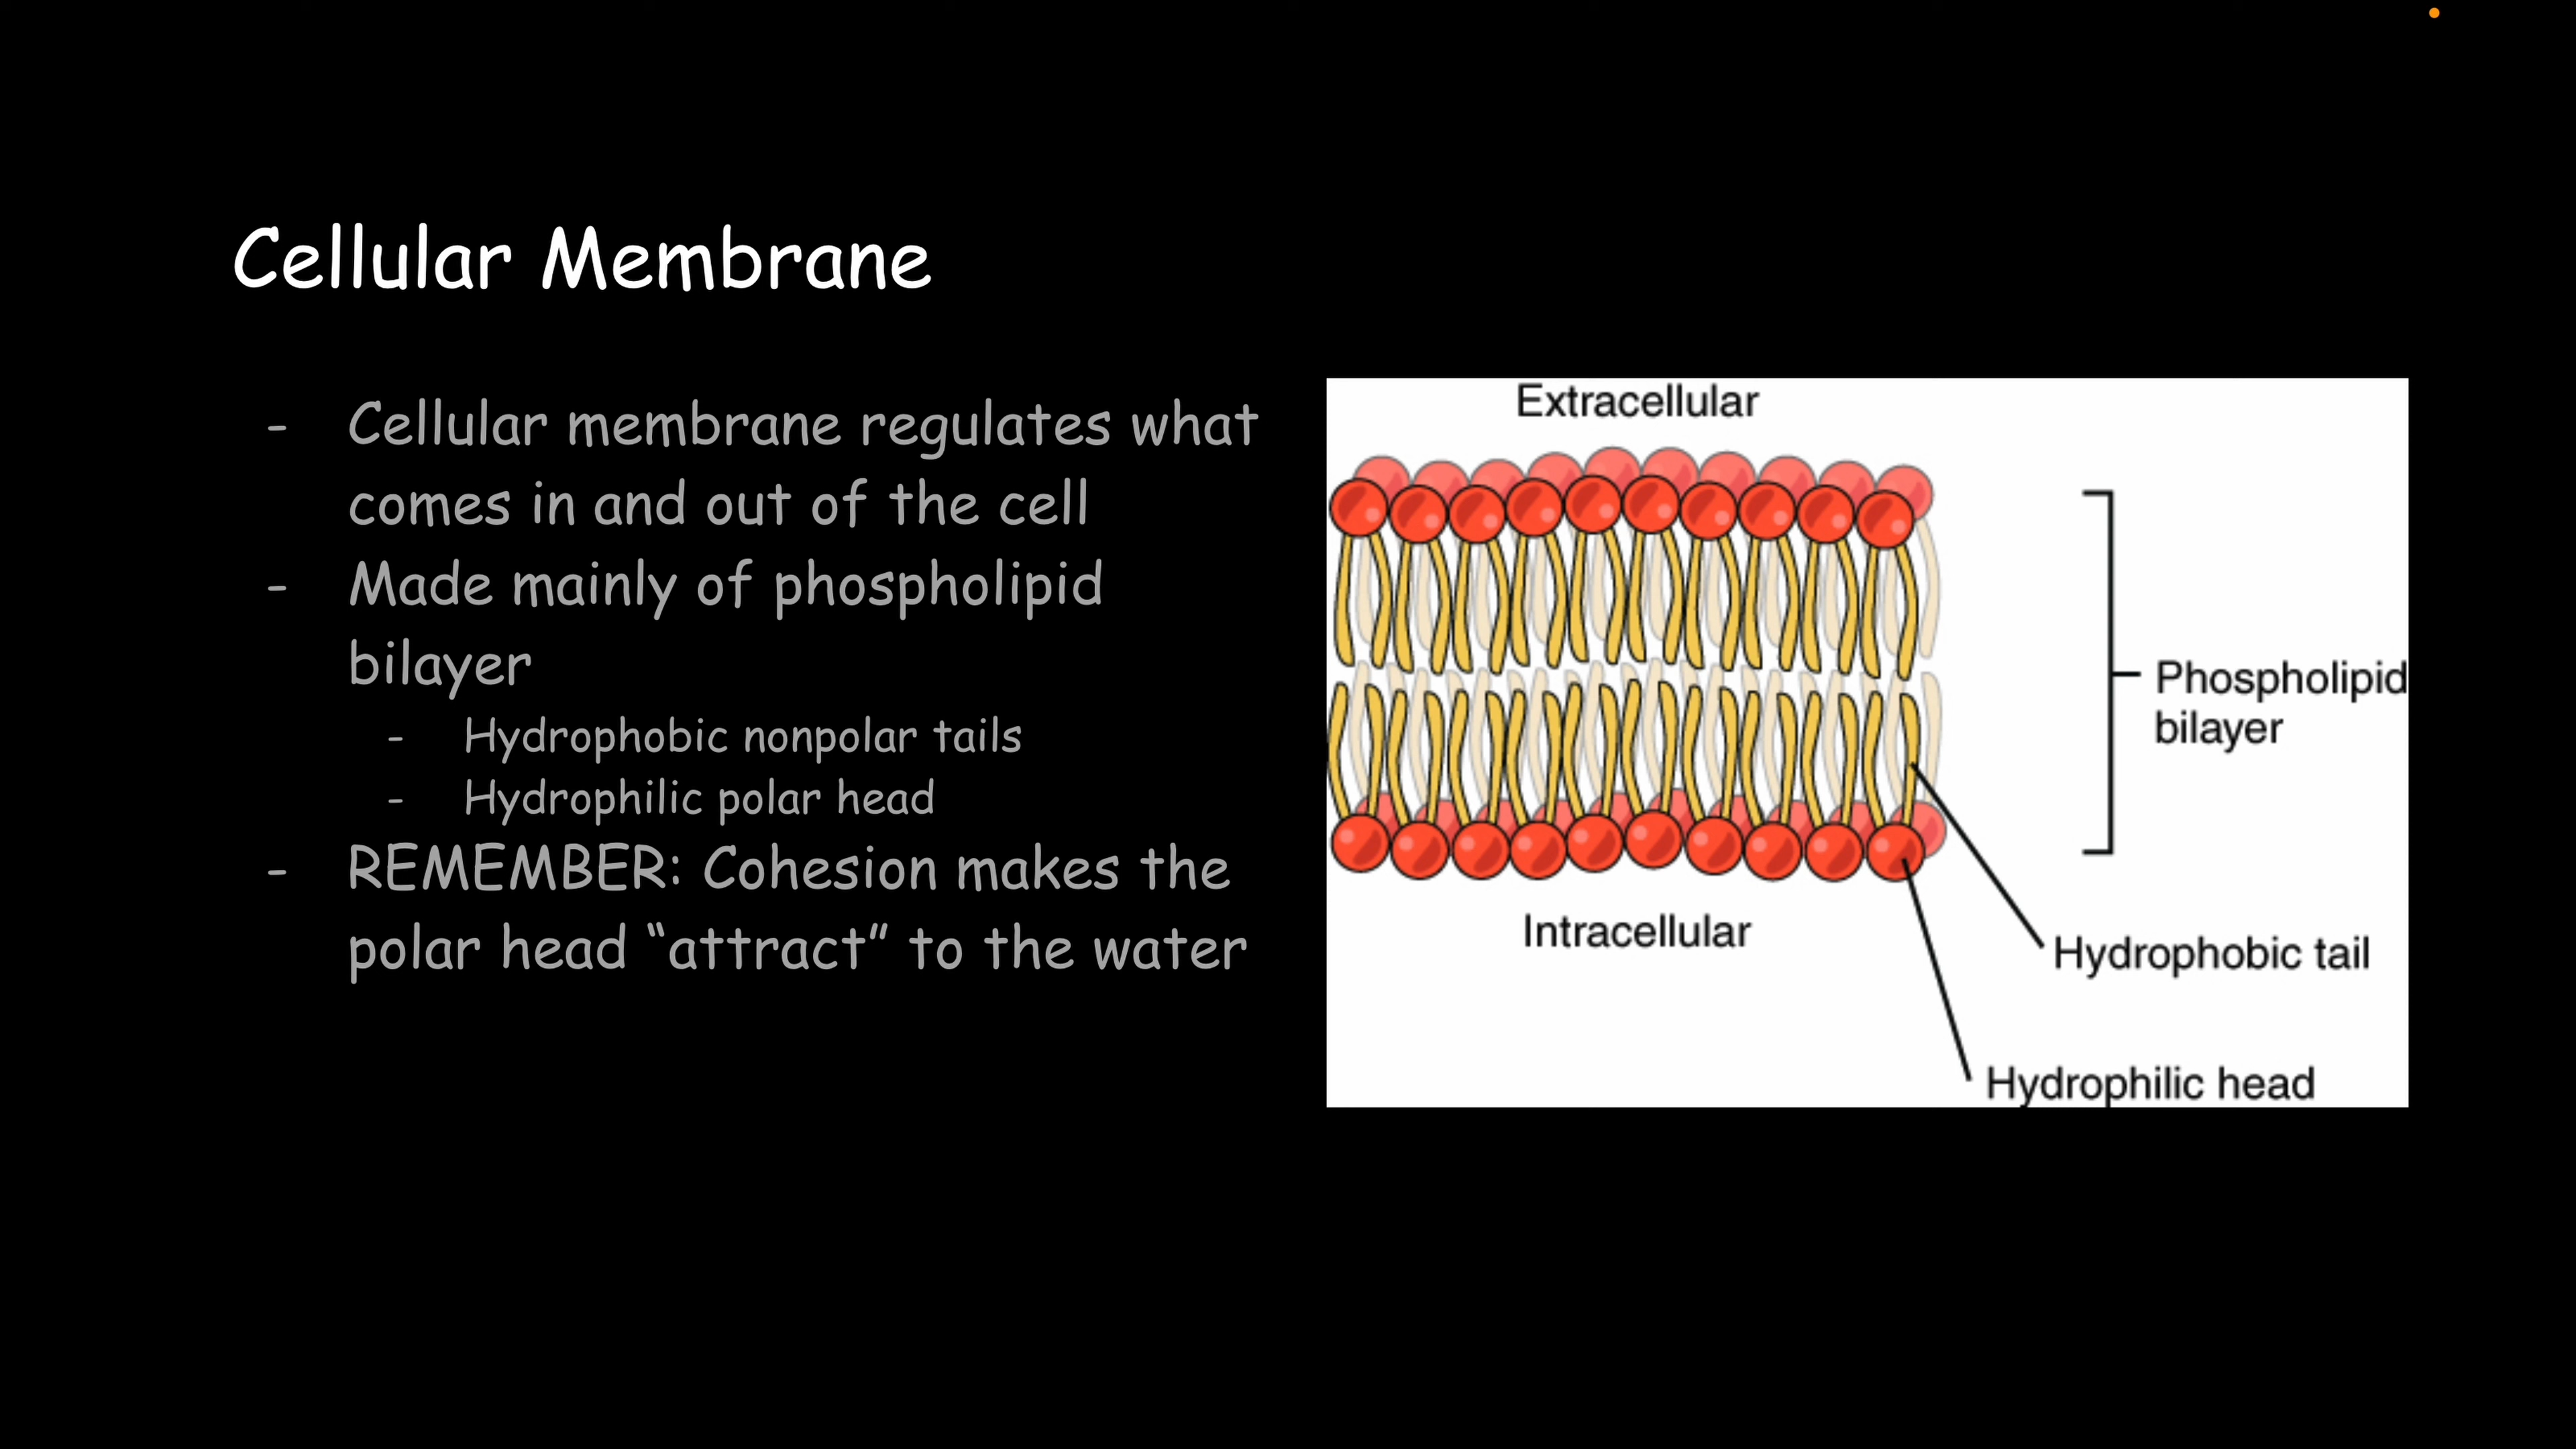 Cellular Membrane
- Cellular membrane regulates what
comes in and out of the cell
- Made mainly of phospholipid
bilayer
- Hydrophobic nonpolar tails
- Hydrophilic polar head
- REMEMBER: Cohesion makes the
polar head “attract” to the water
Extracellular
Phospholipid
bilayer
Intracellular
Hydrophobic tail
Hydrophilic head